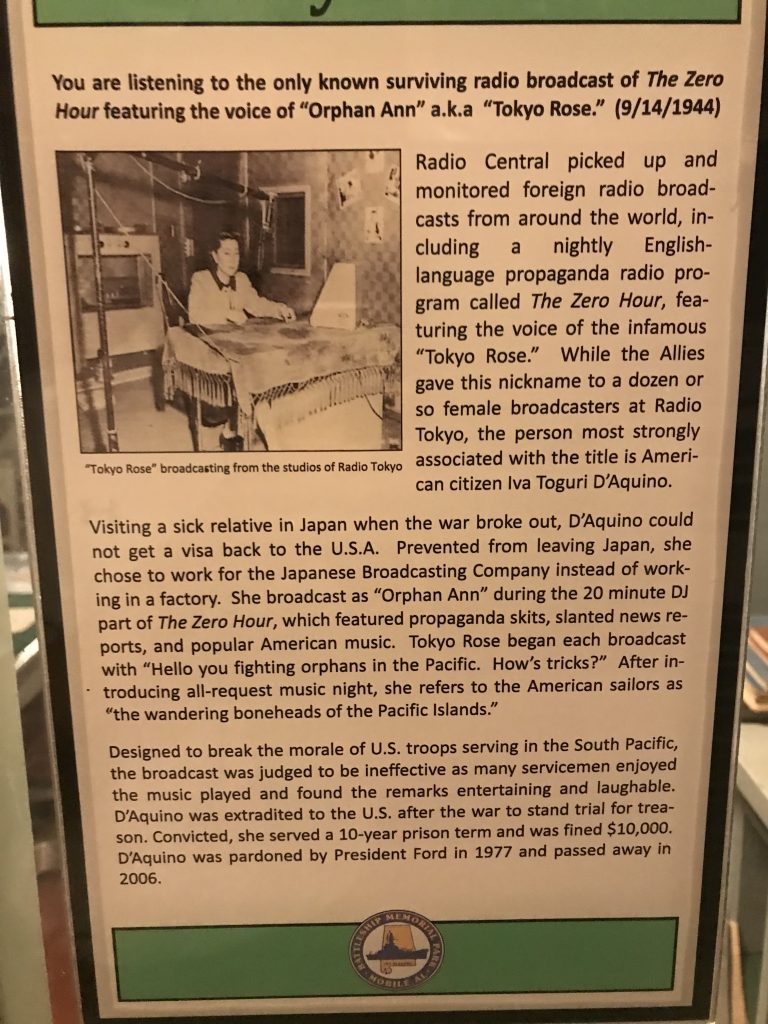 You are listening to the only known surviving radio broadcast of The Zero
Hour featuring the voice of “Orphan Ann” a.k.a “Tokyo Rose.” (9/14/1944)
Radio Central picked up and
monitored foreign radio broad-
casts from around the world, in-
cluding a nightly English-
language propaganda radio pro-
gram called The Zero Hour, fea-
turing the voice of the infamous
“Tokyo Rose.” While the Allies
gave this nickname to a dozen or
so female broadcasters at Radio
Tokyo, the person most strongly
associated with the title is Ameri-
can citizen Iva Toguri D’Aquino.
“Tokyo Rose” broadcasting from the studios of Radio Tokyo
Visiting a sick relative in Japan when the war broke out, D’Aquino could
not get a visa back to the U.S.A. Prevented from leaving Japan, she
chose to work for the Japanese Broadcasting Company instead of work-
ing in a factory. She broadcast as “Orphan Ann” during the 20 minute DJ
part of The Zero Hour, which featured propaganda skits, slanted news re-
ports, and popular American music. Tokyo Rose began each broadcast
with “Hello you fighting orphans in the Pacific. How’s tricks?” After in-
troducing all-request music night, she refers to the American sailors as
“the wandering boneheads of the Pacific Islands.”
Designed to break the morale of U.S. troops serving in the South Pacific,
the broadcast was judged to be ineffective as many servicemen enjoyed
the music played and found the remarks entertaining and laughable.
D’Aquino was extradited to the U.S. after the war to stand trial for trea-
son. Convicted, she served a 10-year prison term and was fined $10,000.
D’Aquino was pardoned by President Ford in 1977 and passed away in
2006.
BATTLESHIP MEMORIAL PARK
MOBILE AL